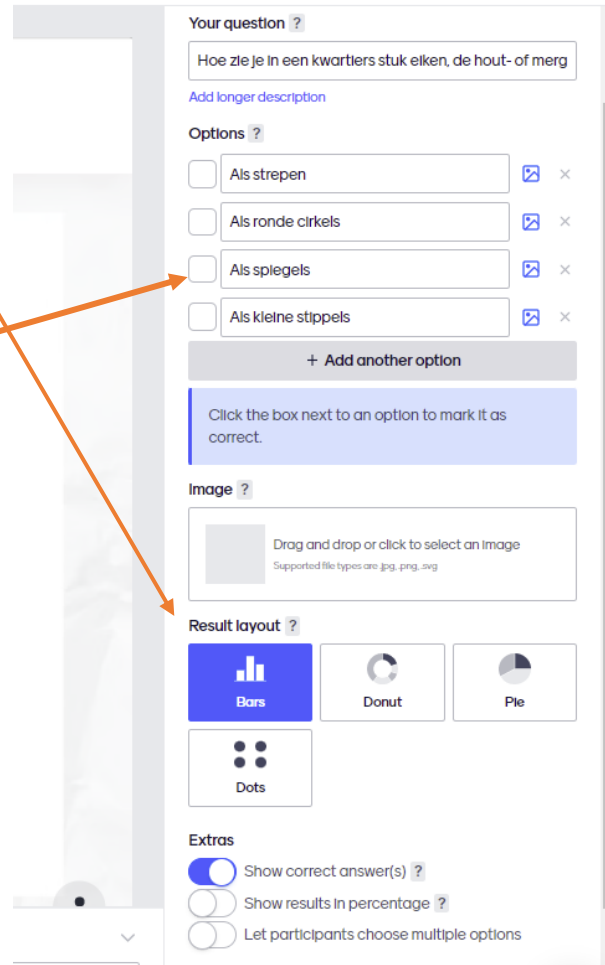 Your question ?
Hoe zie je in een kwartiers stuk eiken, de hout- of merg
Add longer description
Options ?
Als strepen
Als ronde cirkels
Als spiegels
Als kleine stippels
+ Add another option
Click the box next to an option to mark it as
correct.
Image ?
Drag and drop or click to select an image
Supported file types are .jpg, .png, .svg
Result layout ?
Bars Donut Pie
Dots
Extras
Show correct answer(s) ?
Show results in percentage ?
Let participants choose multiple options